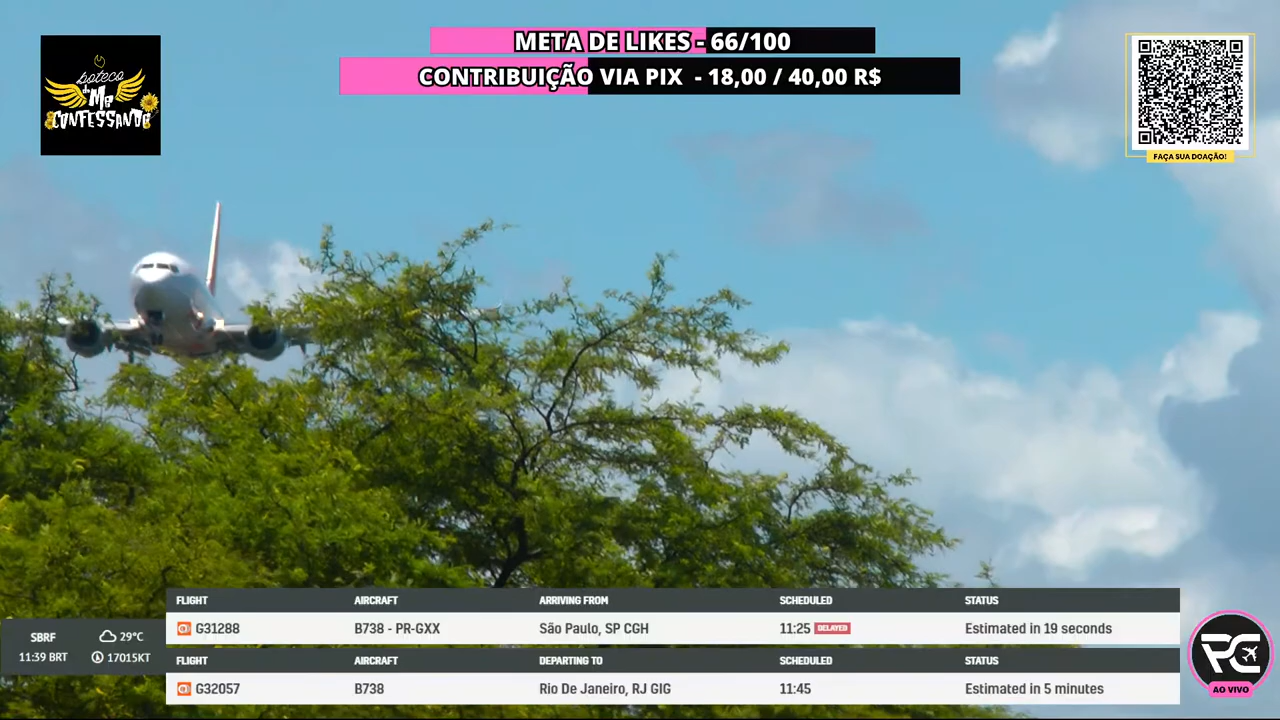 META DE LIKES - 66/100
CONTRIBUIÇÃO VIA PIX - 18,00 / 40,00 R$
boteco
do Me
CONFESSANDO
FAÇA SUA DOAÇÃO!
FLIGHT AIRCRAFT ARRIVING FROM SCHEDULED STATUS
G31288 B738 - PR-GXX São Paulo, SP CGH 11:25 DELAYED Estimated in 19 seconds
SBRF 29°C
11:39 BRT 17015KT
FLIGHT AIRCRAFT DEPARTING TO SCHEDULED STATUS
G32057 B738 Rio De Janeiro, RJ GIG 11:45 Estimated in 5 minutes
RC
AO VIVO